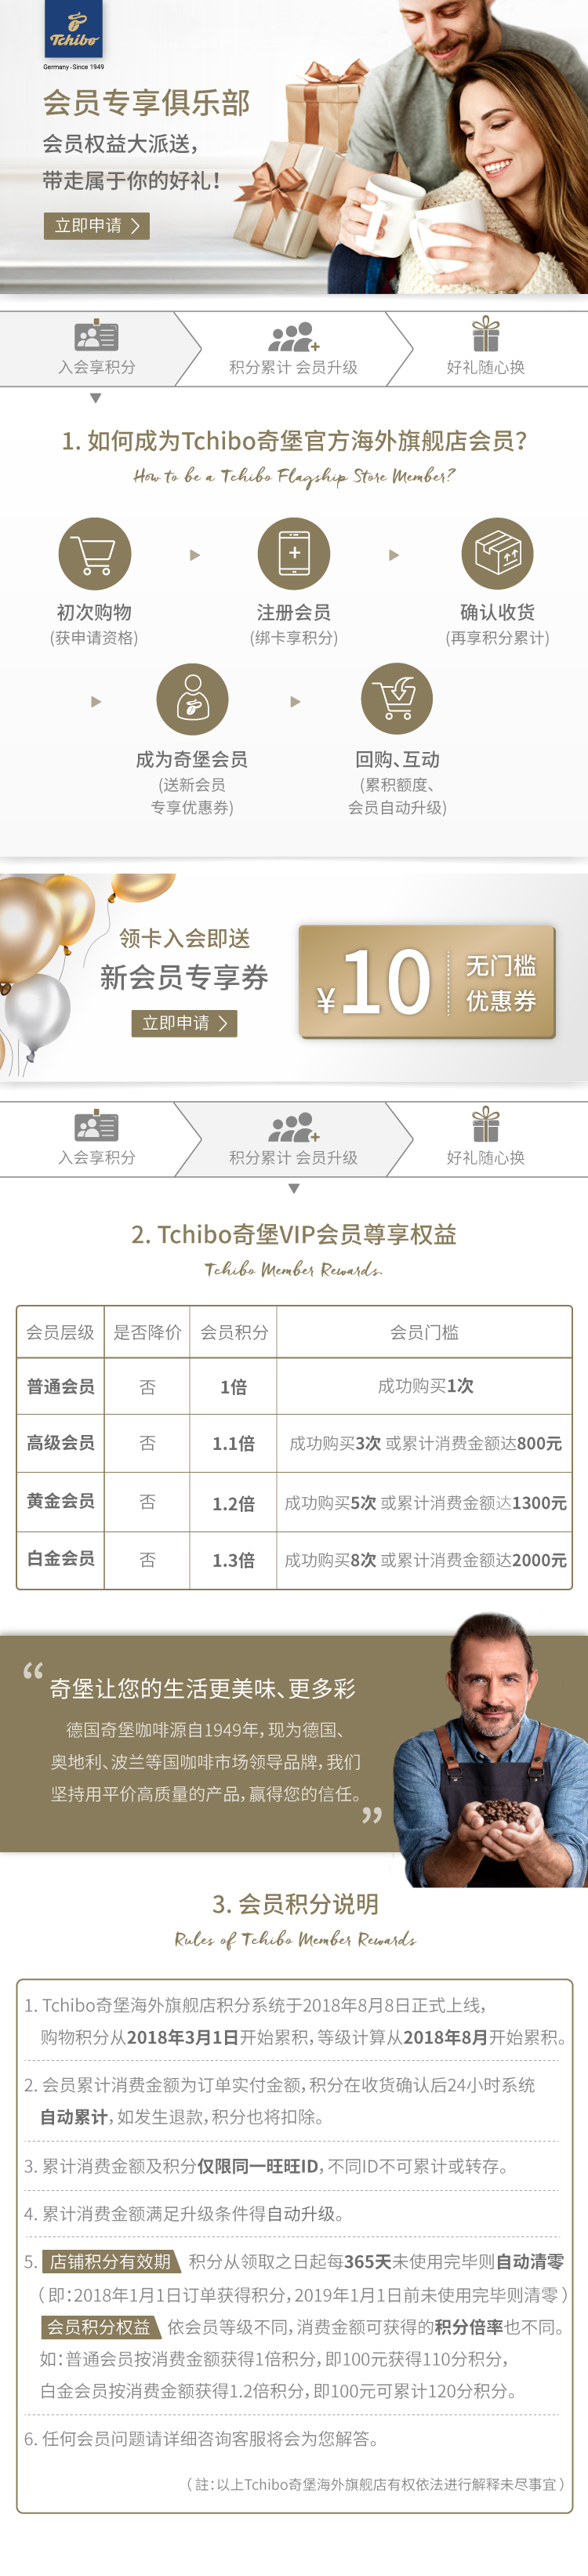 Tchibo
Germany - Since 1949
会员专享俱乐部
会员权益大派送，
带走属于你的好礼！
立即申请 >
入会享积分
积分累计 会员升级
好礼随心换
1. 如何成为Tchibo奇堡官方海外旗舰店会员？
How to be a Tchibo Flagship Store Member?
初次购物
(获申请资格)
注册会员
(绑卡享积分)
确认收货
(再享积分累计)
成为奇堡会员
(送新会员
专享优惠券)
回购、互动
(累积额度、
会员自动升级)
领卡入会即送
新会员专享券
立即申请 >
¥10
无门槛
优惠券
入会享积分
积分累计 会员升级
好礼随心换
2. Tchibo奇堡VIP会员尊享权益
Tchibo Member Rewards.
会员层级 是否降价 会员积分 会员门槛
普通会员 否 1倍 成功购买1次
高级会员 否 1.1倍 成功购买3次 或累计消费金额达800元
黄金会员 否 1.2倍 成功购买5次 或累计消费金额达1300元
白金会员 否 1.3倍 成功购买8次 或累计消费金额达2000元
“ 奇堡让您的生活更美味、更多彩
德国奇堡咖啡源自1949年，现为德国、
奥地利、波兰等国咖啡市场领导品牌，我们
坚持用平价高质量的产品，赢得您的信任。
”
3. 会员积分说明
Rules of Tchibo Member Rewards
1. Tchibo奇堡海外旗舰店积分系统于2018年8月8日正式上线，
购物积分从2018年3月1日开始累积，等级计算从2018年8月开始累积。
2. 会员累计消费金额为订单实付金额，积分在收货确认后24小时系统
自动累计，如发生退款，积分也将扣除。
3. 累计消费金额及积分仅限同一旺旺ID，不同ID不可累计或转存。
4. 累计消费金额满足升级条件得自动升级。
5. 店铺积分有效期 积分从领取之日起每365天未使用完毕则自动清零
（即：2018年1月1日订单获得积分，2019年1月1日前未使用完毕则清零）
会员积分权益 依会员等级不同，消费金额可获得的积分倍率也不同。
如：普通会员按消费金额获得1倍积分，即100元获得110分积分，
白金会员按消费金额获得1.2倍积分，即100元可累计120分积分。
6. 任何会员问题请详细咨询客服将会为您解答。
（註：以上Tchibo奇堡海外旗舰店有权依法进行解释未尽事宜）